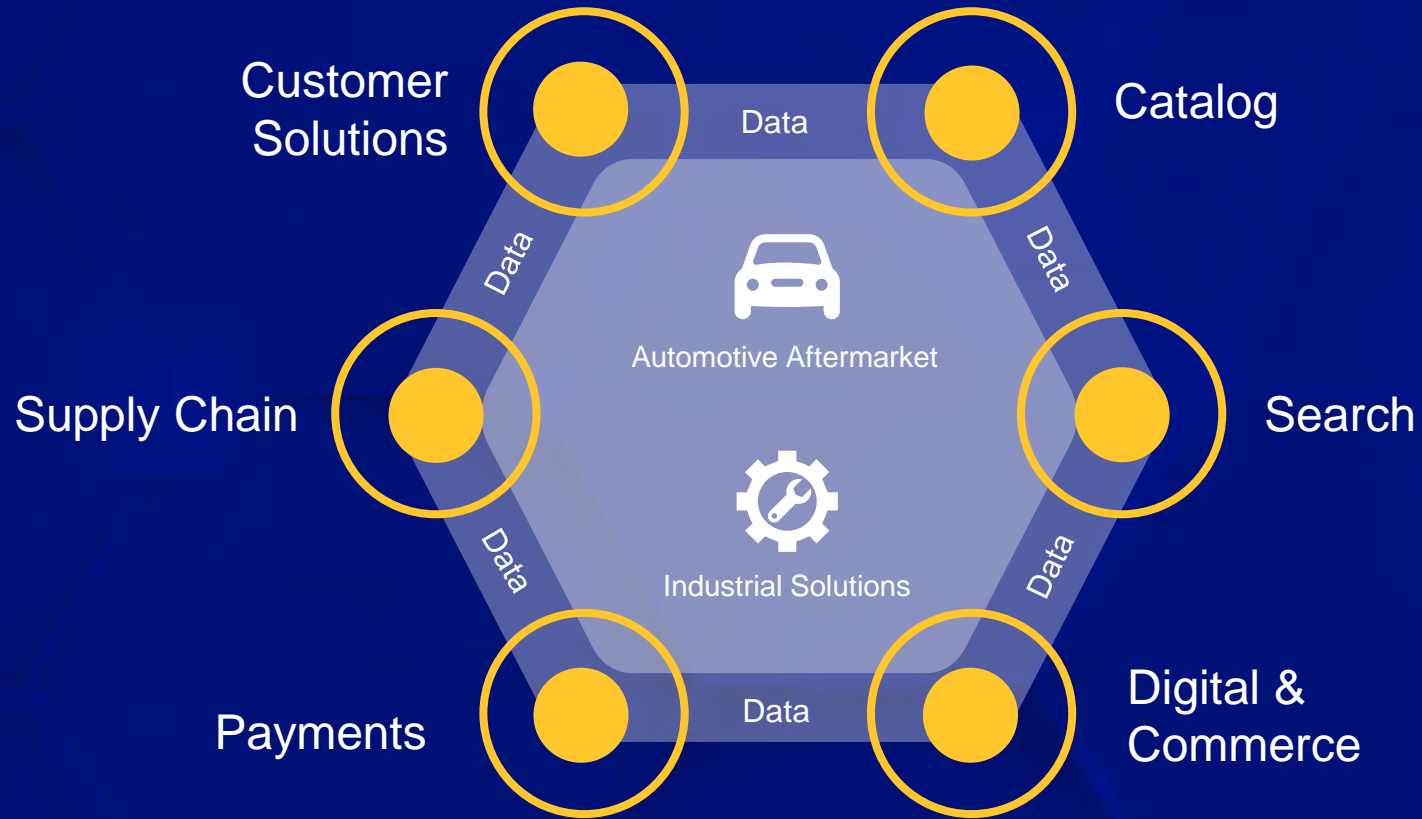 Customer
Solutions
Data
Catalog
Data
Data
Automotive Aftermarket
Supply Chain
Search
Data
Industrial Solutions
Data
Payments
Data
Digital &
Commerce